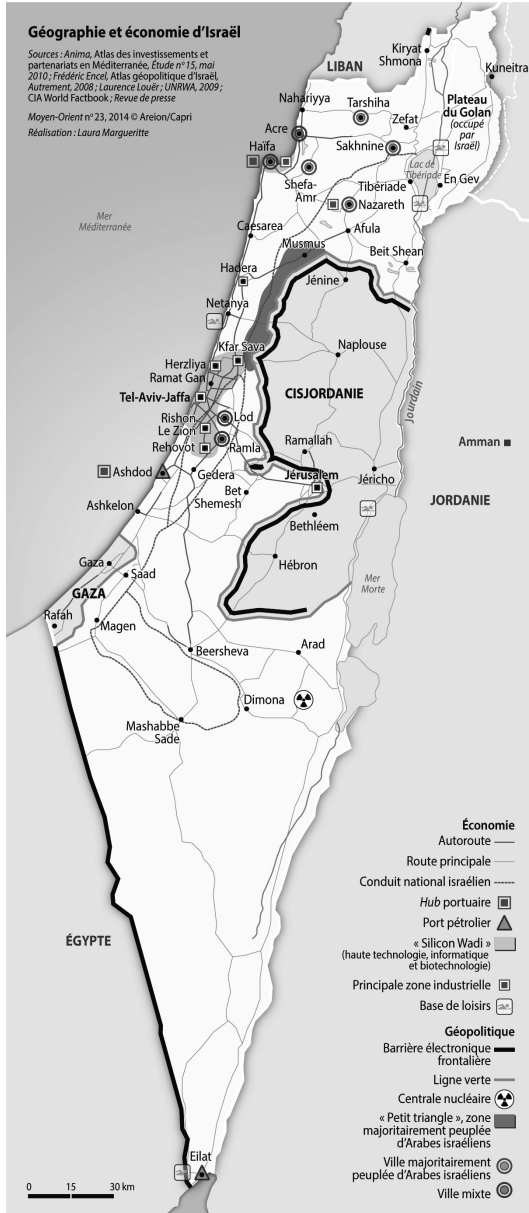 Géographie et économie d'Israël
Sources : Anima, Atlas des investissements et
partenariats en Méditerranée, Étude n° 15, mai
2010 ; Frédéric Encel, Atlas géopolitique d'Israël,
Autrement, 2008 ; Laurence Louër ; UNRWA, 2009 ;
CIA World Factbook ; Revue de presse
Moyen-Orient n° 23, 2014 © Areion/Capri
Réalisation : Laura Margueritte
LIBAN
Kiryat
Shmona
Kuneitra
Nahariyya
Tarshiha
Plateau
du Golan
(occupé
par
Israël)
Zefat
Acre
Sakhnine
Haïfa
Lac de
Tibériade
Shefa-
Amr
Tibériade
En Gev
Nazareth
Mer
Méditerranée
Caesarea
Afula
Musmus
Beit Shean
Hadera
Jénine
Netanya
Kfar Sava
Naplouse
Herzliya
Ramat Gan
CISJORDANIE
Jourdain
Tel-Aviv-Jaffa
Rishon
Le Zion
Lod
Ramallah
Amman
Rehovot
Ramla
Ashdod
Gedera
Jérusalem
Jéricho
Bet
Shemesh
JORDANIE
Ashkelon
Bethléem
Gaza
Hébron
Saad
Mer
Morte
GAZA
Rafah
Magen
Beersheva
Arad
Dimona
Mashabbe
Sade
ÉGYPTE
Économie
Autoroute
Route principale
Conduit national israélien
Hub portuaire
Port pétrolier
« Silicon Wadi »
(haute technologie, informatique
et biotechnologie)
Principale zone industrielle
Base de loisirs
Géopolitique
Barrière électronique
frontalière
Ligne verte
Centrale nucléaire
« Petit triangle », zone
majoritairement peuplée
d'Arabes israéliens
Ville majoritairement
peuplée d'Arabes israéliens
Ville mixte
Eilat
0 15 30 km